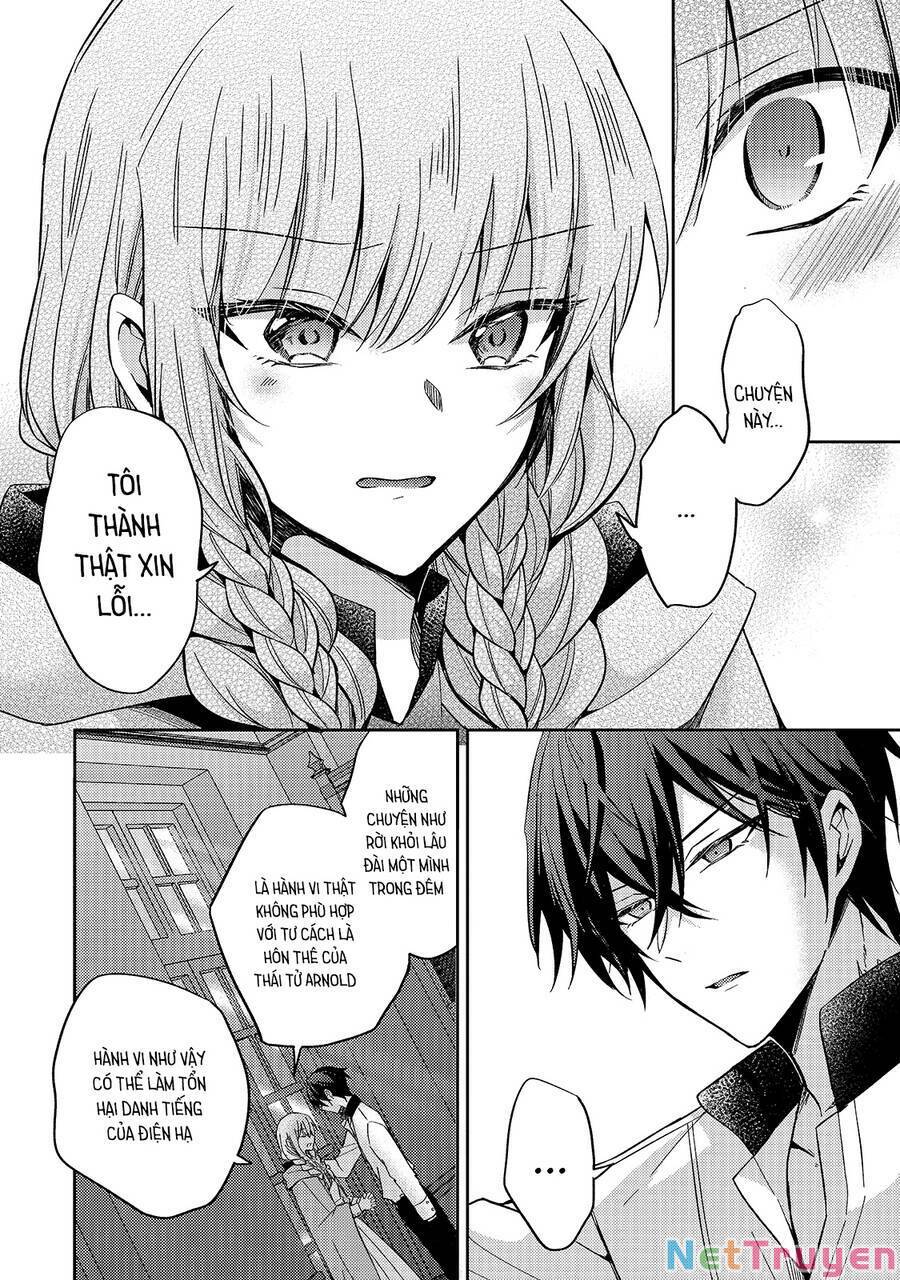 CHUYỆN
NÀY...
...
TÔI
THÀNH
THẬT XIN
LỖI...
...
NHỮNG
CHUYỆN NHƯ
RỜI KHỎI LÂU
ĐÀI MỘT MÌNH
TRONG ĐÊM
LÀ HÀNH VI THẬT
KHÔNG PHÙ HỢP
VỚI TƯ CÁCH LÀ
HÔN THÊ CỦA
THÁI TỬ ARNOLD
HÀNH VI NHƯ VẬY
CÓ THỂ LÀM TỔN
HẠI DANH TIẾNG
CỦA ĐIỆN HẠ
NetTruyen